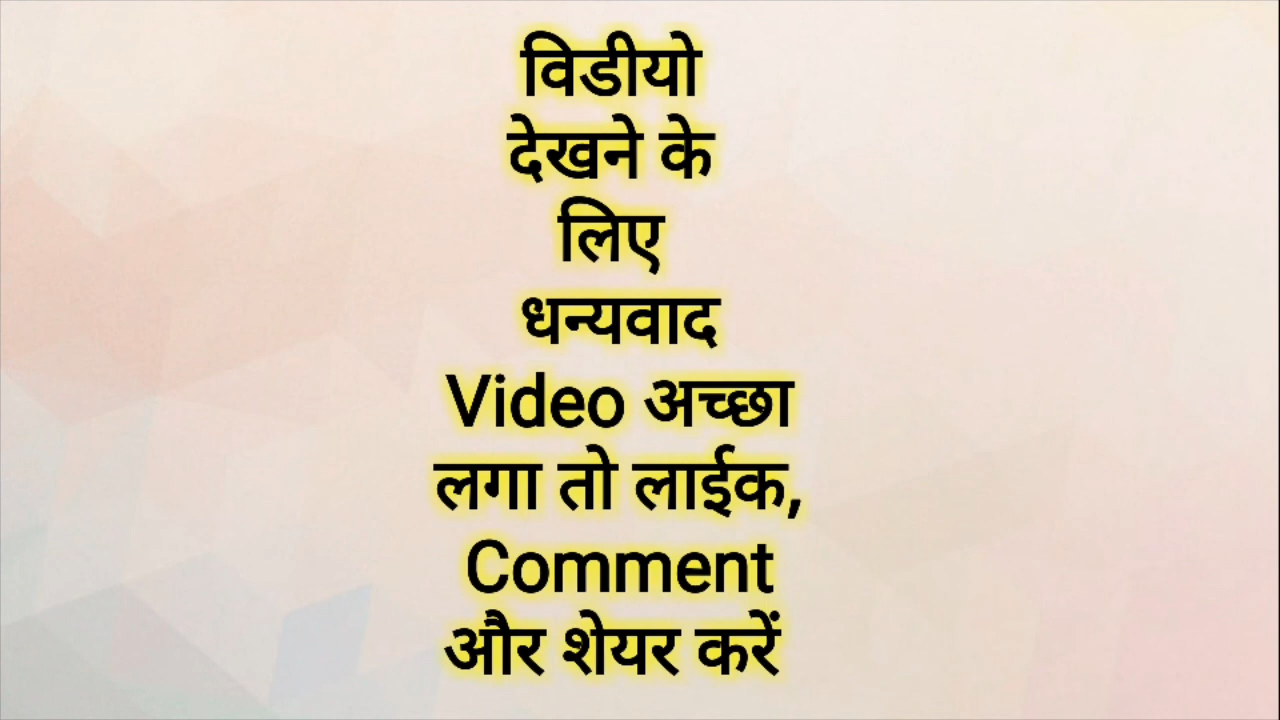 विडीयो
देखने के
लिए
धन्यवाद
Video अच्छा
लगा तो लाईक,
Comment
और शेयर करें